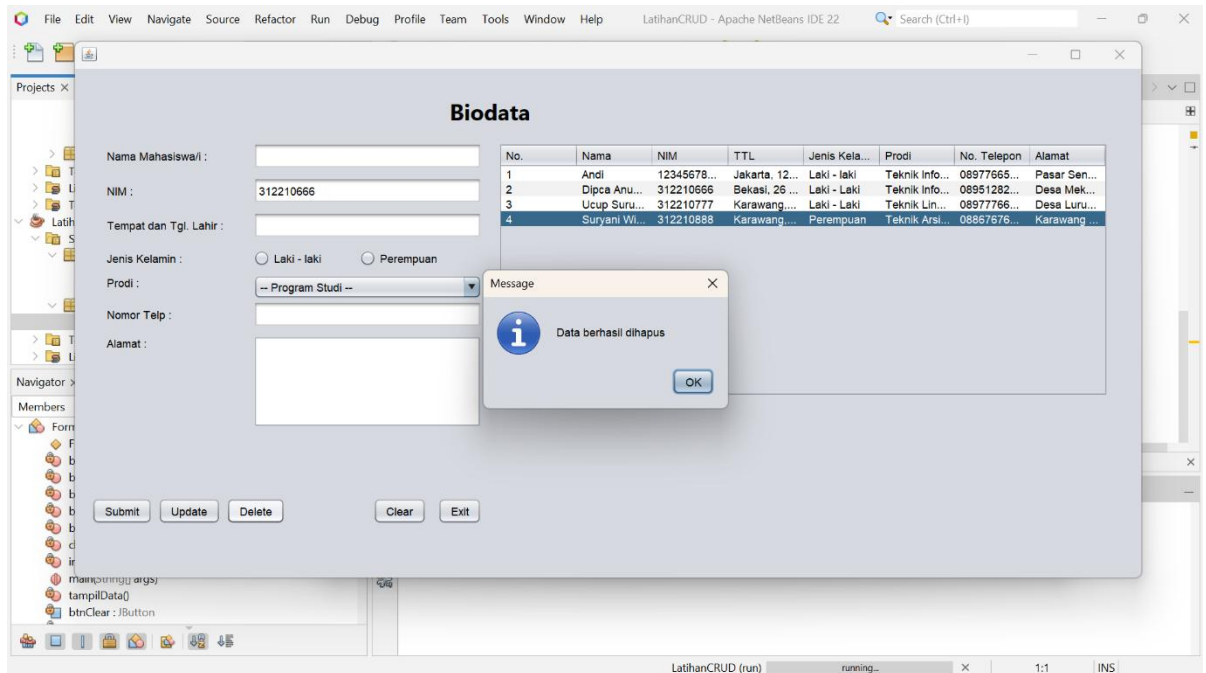 File Edit View Navigate Source Refactor Run Debug Profile Team Tools Window Help LatihanCRUD - Apache NetBeans IDE 22 Search (Ctrl+I)
Projects
Biodata
Nama Mahasiswa/i :
NIM : 312210666
Tempat dan Tgl. Lahir :
Jenis Kelamin : Laki - laki Perempuan
Prodi : -- Program Studi --
Nomor Telp :
Alamat :
No. Nama NIM TTL Jenis Kela... Prodi No. Telepon Alamat
1 Andi 12345678... Jakarta, 12... Laki - laki Teknik Info... 08977665... Pasar Sen...
2 Dipca Anu... 312210666 Bekasi, 26 ... Laki - Laki Teknik Info... 08951282... Desa Mek...
3 Ucup Suru... 312210777 Karawang,... Laki - Laki Teknik Lin... 08977766... Desa Luru...
4 Suryani Wi... 312210888 Karawang,... Perempuan Teknik Arsi... 08867676... Karawang ...
Message
Data berhasil dihapus
OK
Submit Update Delete Clear Exit
Latih
Navigator
Members
Form
main(String[] args)
tampilData()
btnClear : JButton
LatihanCRUD (run) running... 1:1 INS